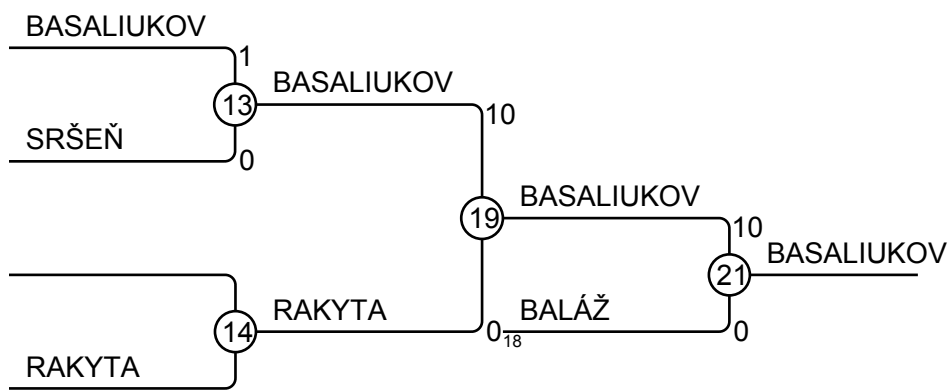 BASALIUKOV
1
13
BASALIUKOV
10
SRŠEŇ
0
19
BASALIUKOV
10
21
BASALIUKOV
14
RAKYTA
0
18
BALÁŽ
0
RAKYTA